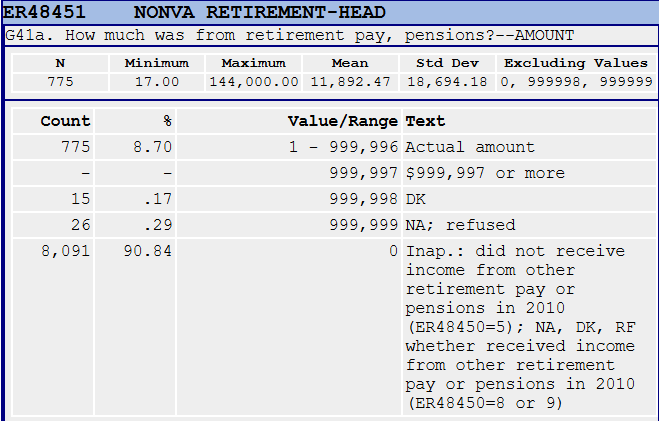 ER48451 NONVA RETIREMENT-HEAD
G41a. How much was from retirement pay, pensions?--AMOUNT
N Minimum Maximum Mean Std Dev Excluding Values
775 17.00 144,000.00 11,892.47 18,694.18 0, 999998, 999999
Count % Value/Range Text
775 8.70 1 - 999,996 Actual amount
- - 999,997 $999,997 or more
15 .17 999,998 DK
26 .29 999,999 NA; refused
8,091 90.84 0 Inap.: did not receive
income from other
retirement pay or
pensions in 2010
(ER48450=5); NA, DK, RF
whether received income
from other retirement
pay or pensions in 2010
(ER48450=8 or 9)